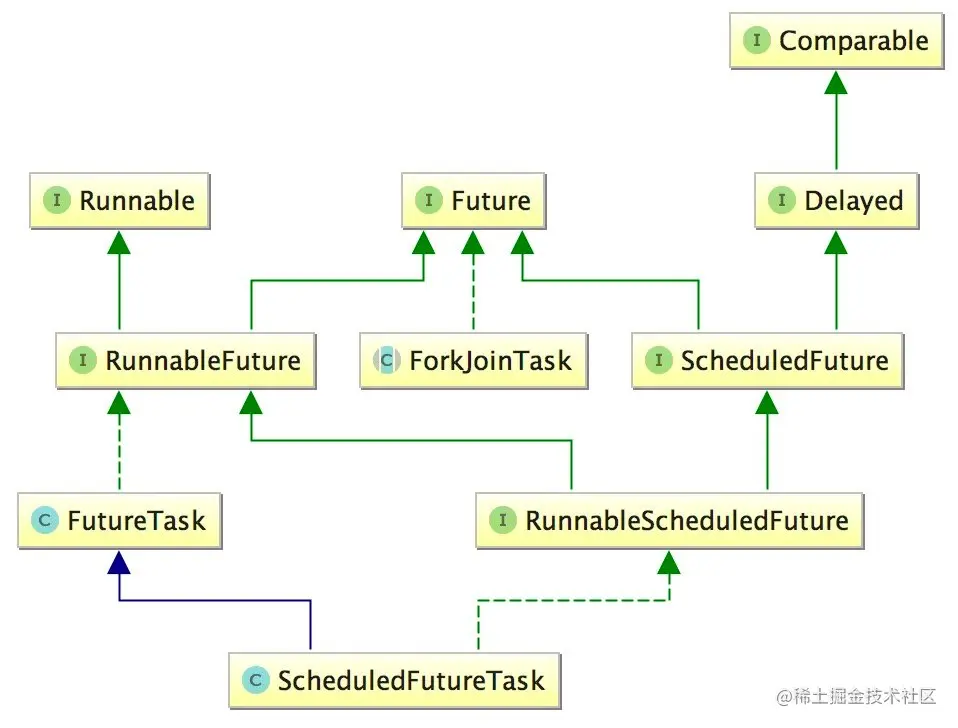 I Comparable
I Runnable
I Future
I Delayed
I RunnableFuture
C ForkJoinTask
I ScheduledFuture
C FutureTask
I RunnableScheduledFuture
C ScheduledFutureTask
@稀土掘金技术社区